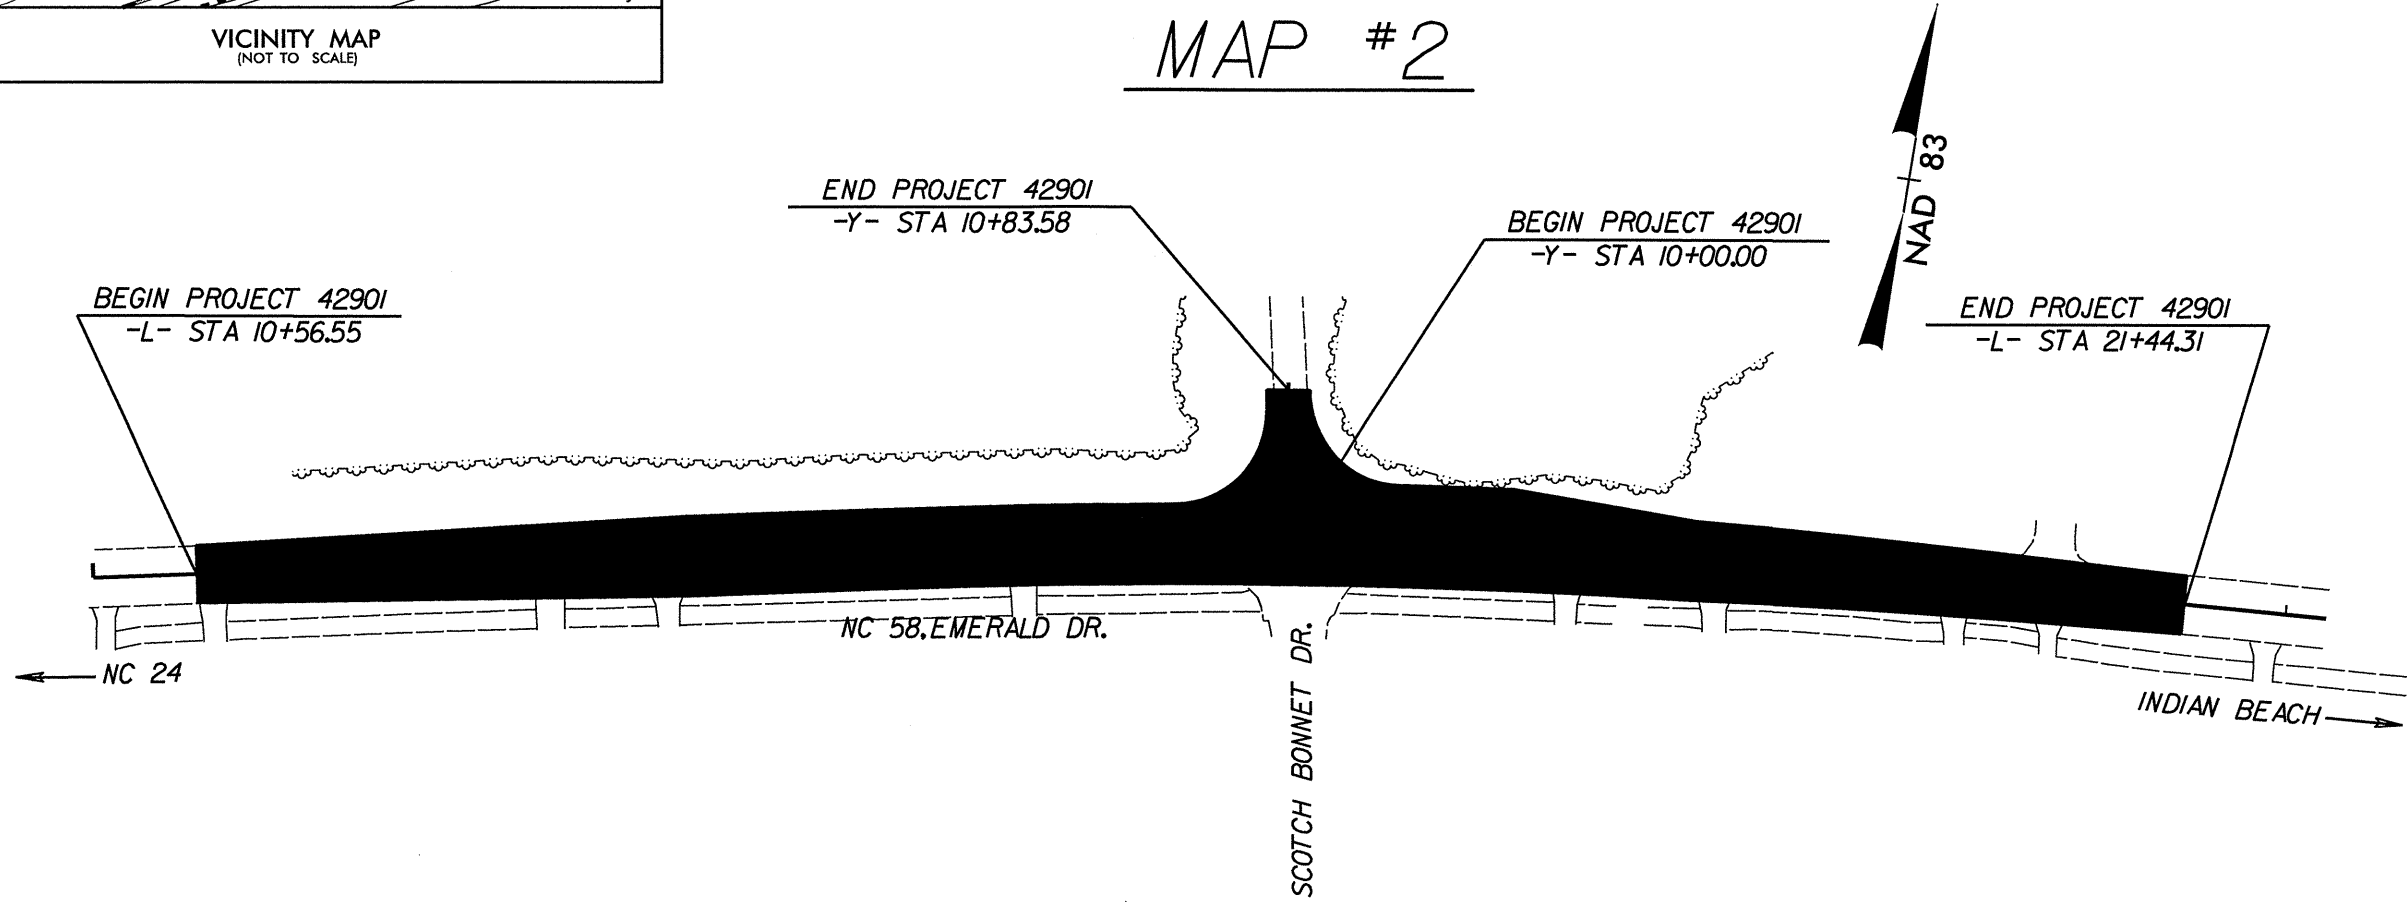 VICINITY MAP
(NOT TO SCALE)
MAP #2
NAD 83
END PROJECT 42901
-Y- STA 10+83.58
BEGIN PROJECT 42901
-Y- STA 10+00.00
BEGIN PROJECT 42901
-L- STA 10+56.55
END PROJECT 42901
-L- STA 21+44.31
NC 58, EMERALD DR.
SCOTCH BONNET DR.
NC 24
INDIAN BEACH